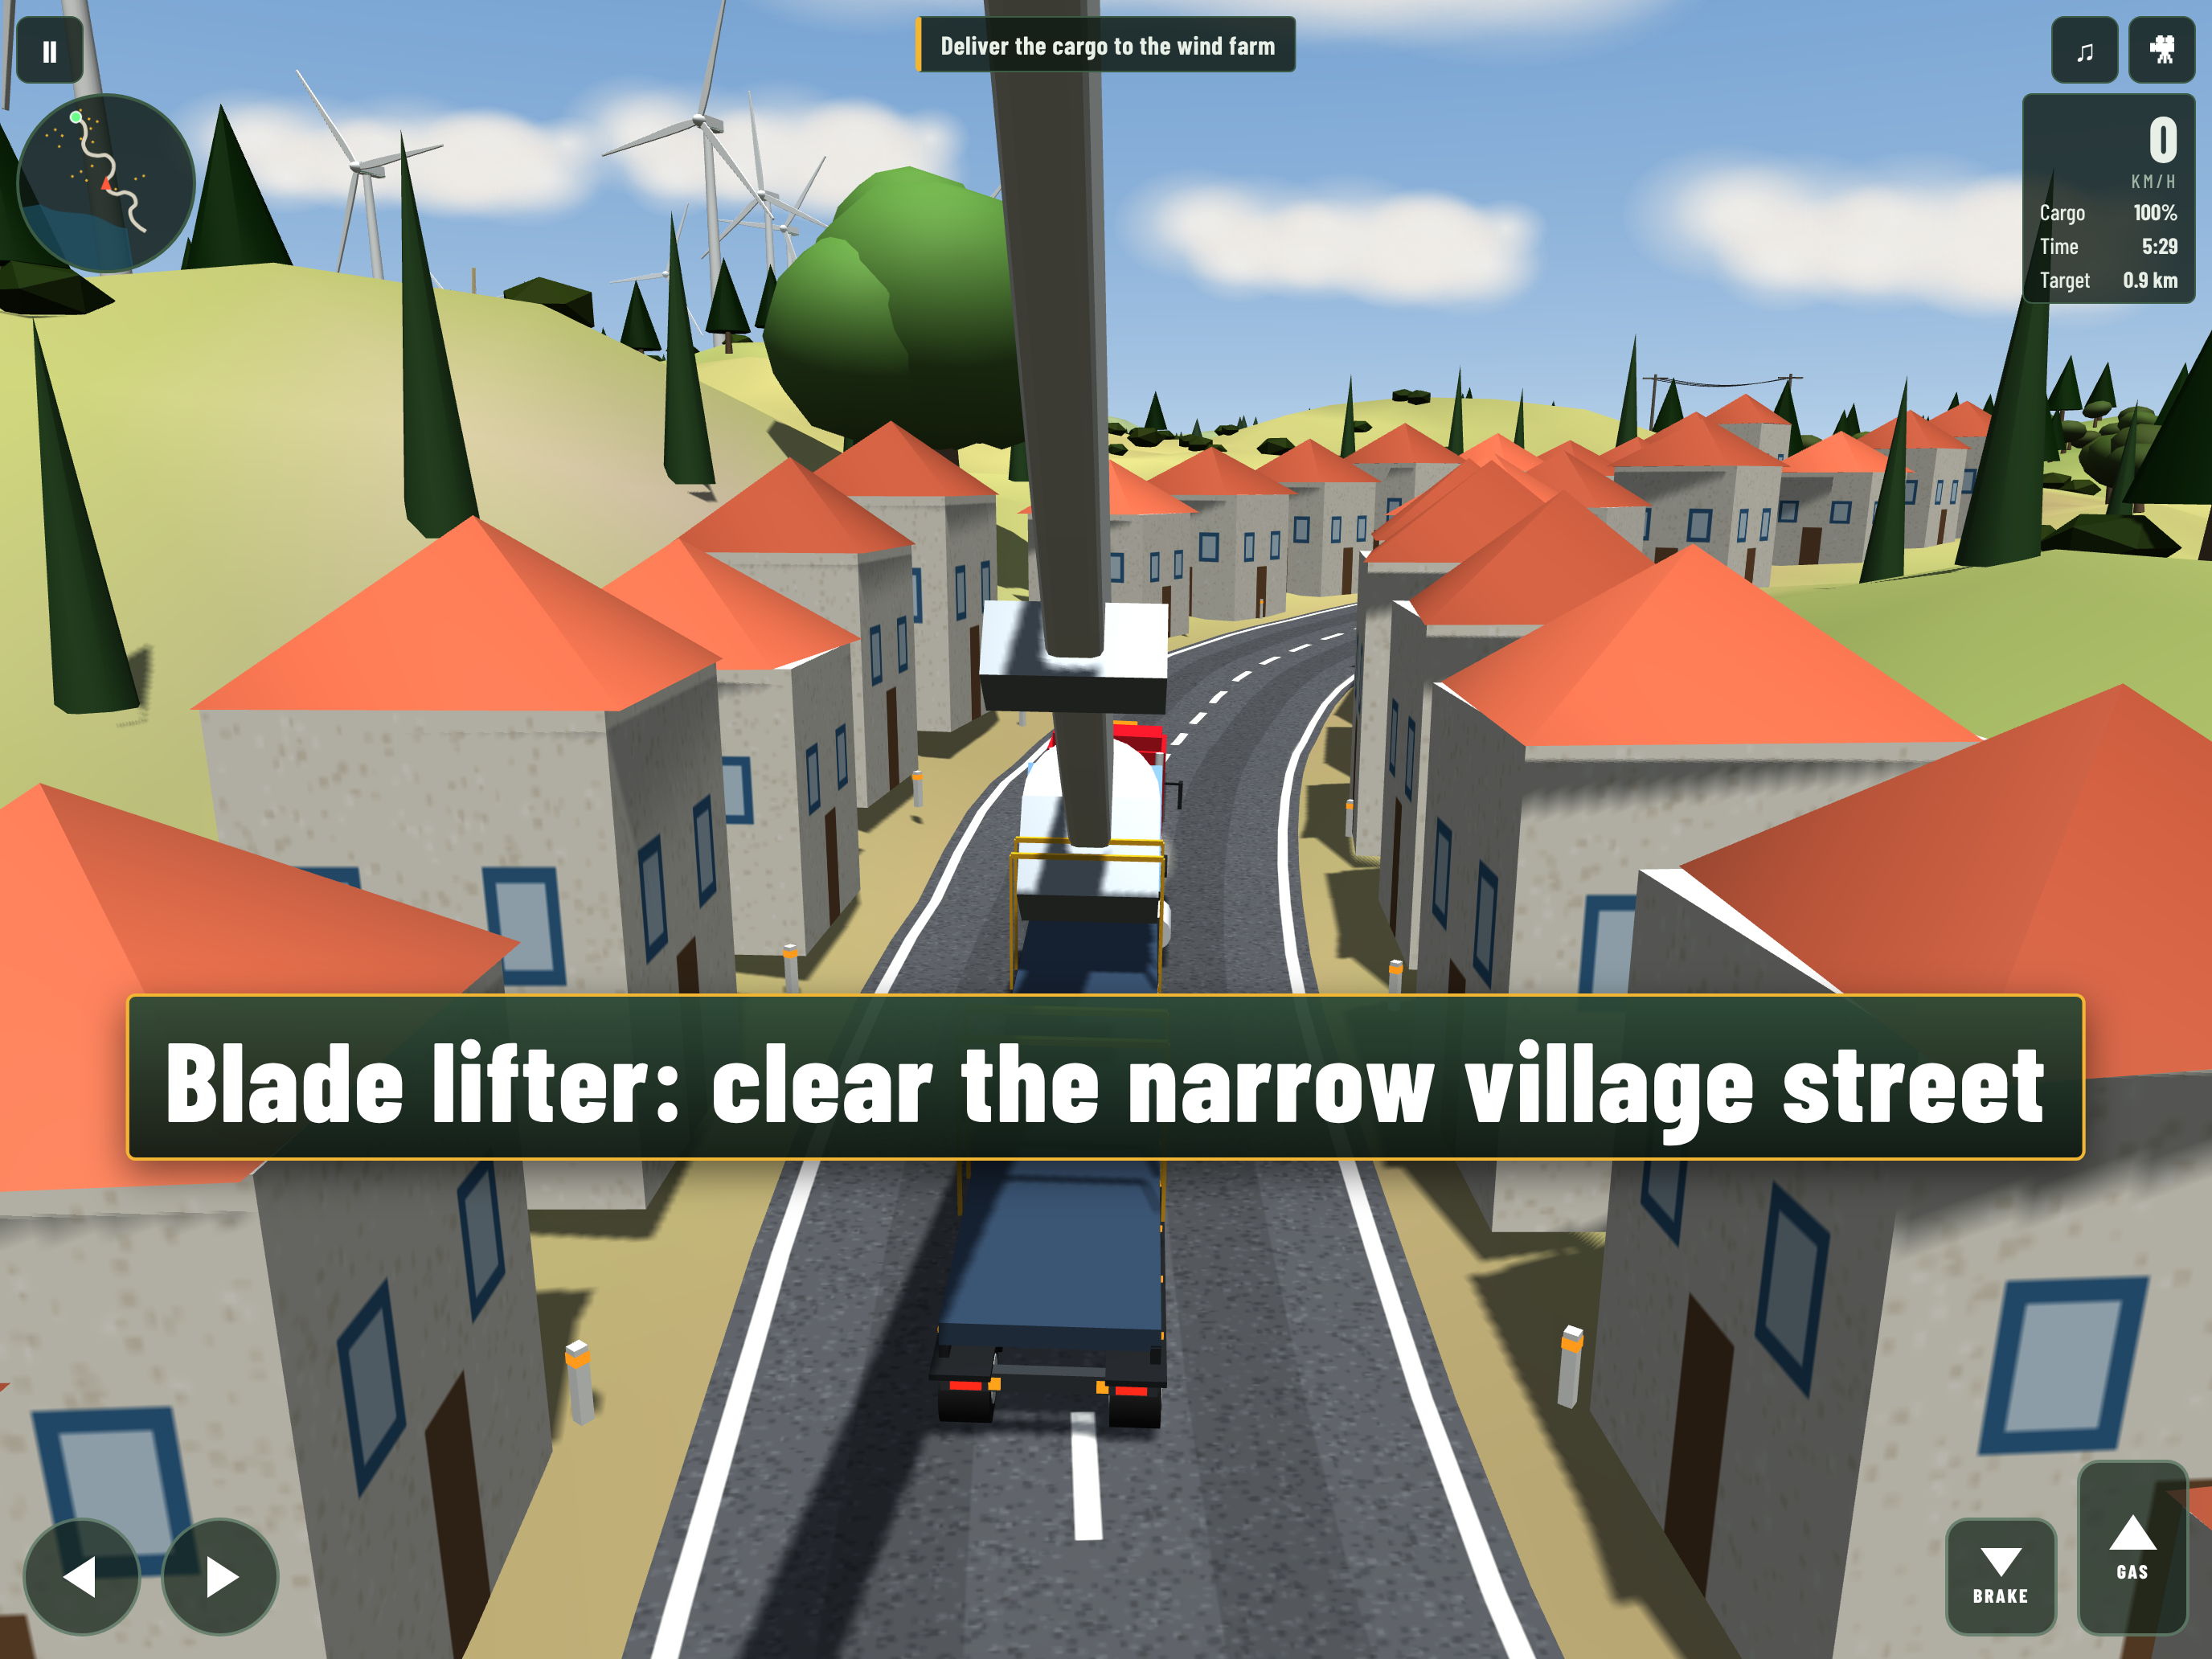 Deliver the cargo to the wind farm
0
KM/H
Cargo 100%
Time 5:29
Target 0.9 km
Blade lifter: clear the narrow village street
BRAKE
GAS